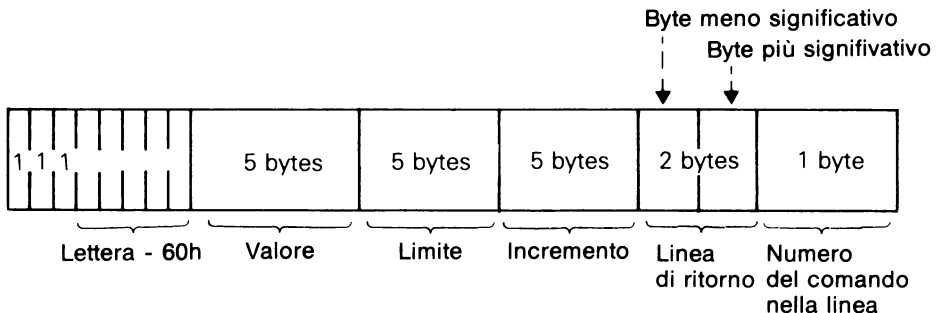 Byte meno significativo
Byte più signifivativo
1 1 1
5 bytes
5 bytes
5 bytes
2 bytes
1 byte
Lettera - 60h
Valore
Limite
Incremento
Linea
di ritorno
Numero
del comando
nella linea